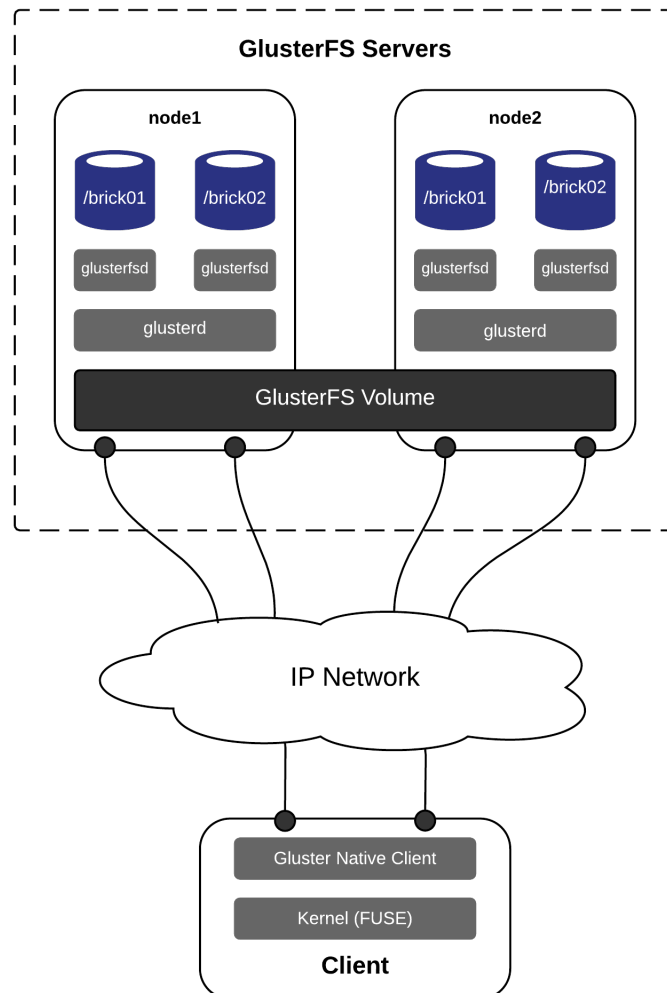 GlusterFS Servers
node1
node2
/brick01
/brick02
/brick01
/brick02
glusterfsd
glusterfsd
glusterfsd
glusterfsd
glusterd
glusterd
GlusterFS Volume
IP Network
Gluster Native Client
Kernel (FUSE)
Client